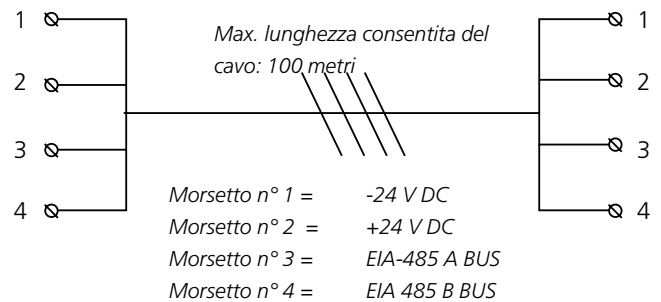 1
Max. lunghezza consentita del
1
cavo: 100 metri
2
2
3
3
4
4
Morsetto n° 1 = -24 V DC
Morsetto n° 2 = +24 V DC
Morsetto n° 3 = EIA-485 A BUS
Morsetto n° 4 = EIA 485 B BUS